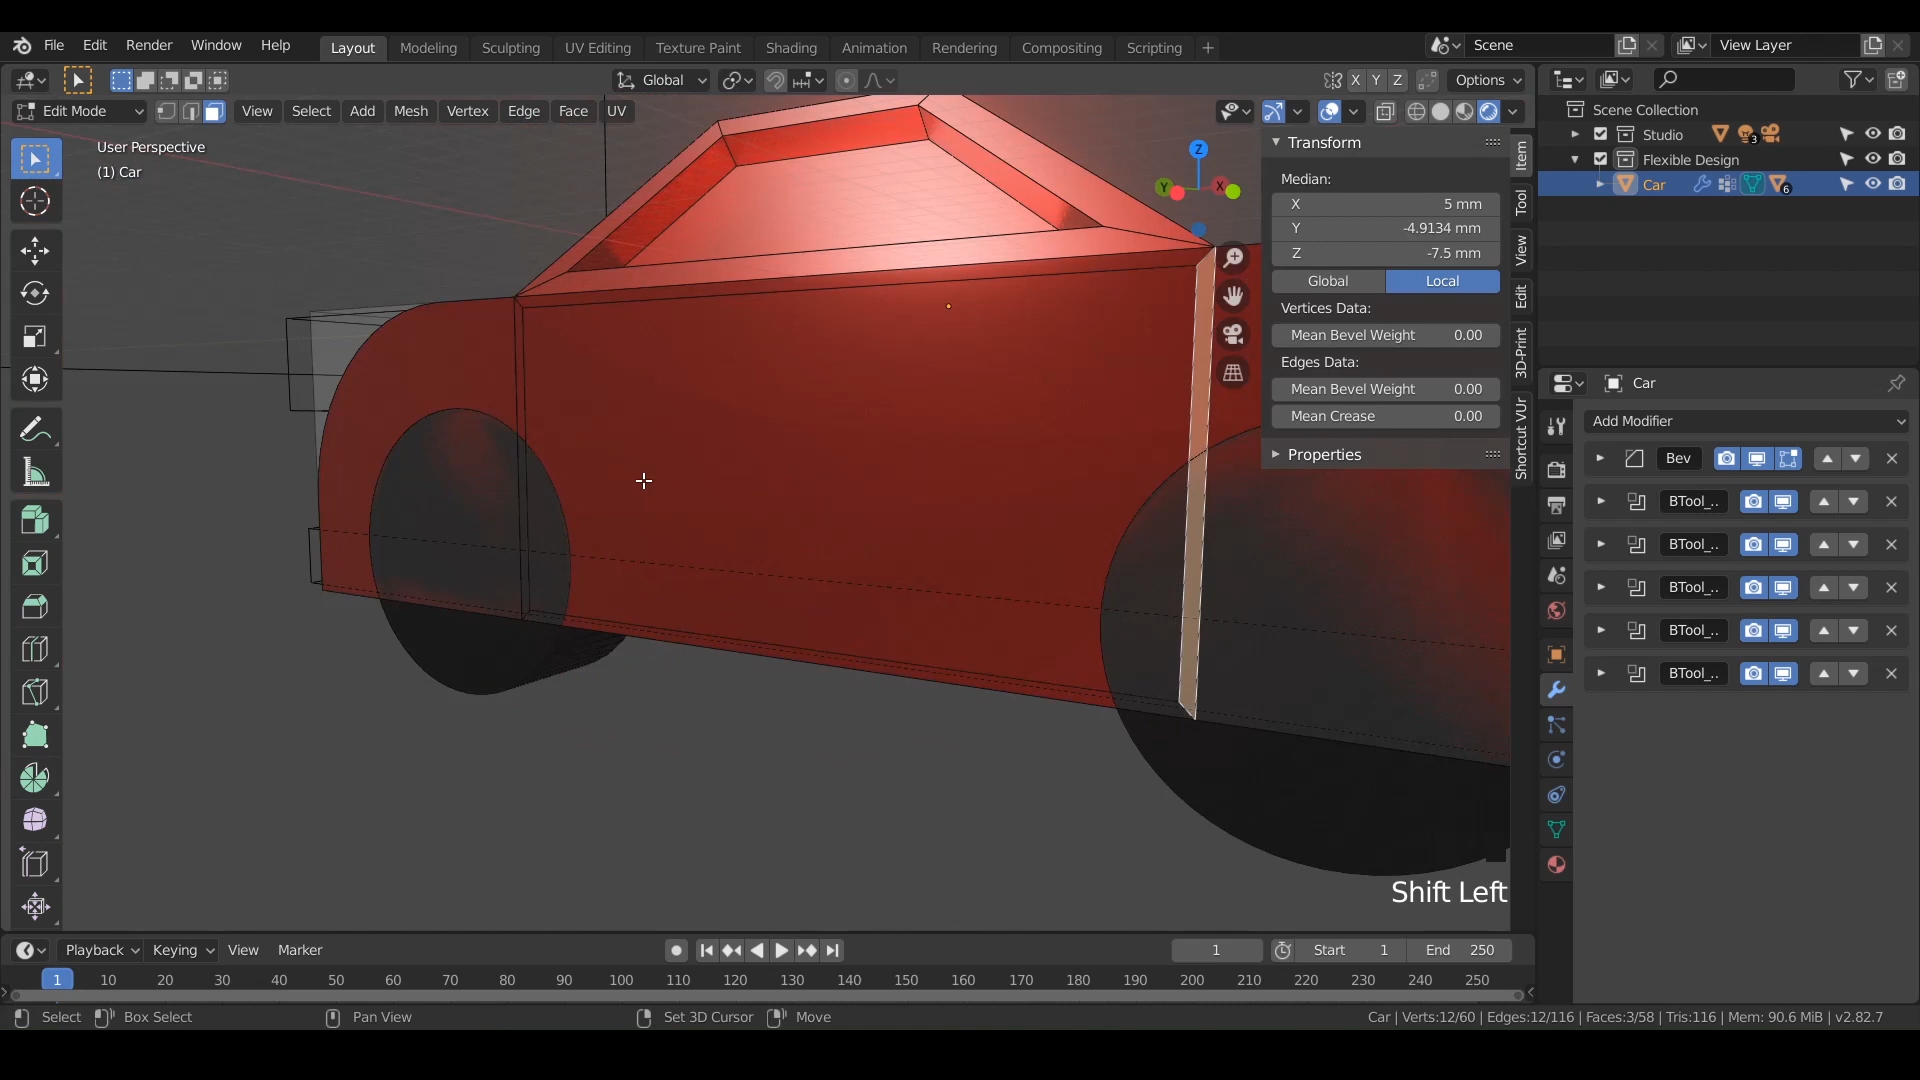 File Edit Render Window Help Layout Modeling Sculpting UV Editing Texture Paint Shading Animation Rendering Compositing Scripting + Scene View Layer
Global X Y Z Options
Edit Mode View Select Add Mesh Vertex Edge Face UV
User Perspective
(1) Car
Z
Y
X
Transform
Median:
X 5 mm
Y -4.9134 mm
Z -7.5 mm
Global Local
Vertices Data:
Mean Bevel Weight 0.00
Edges Data:
Mean Bevel Weight 0.00
Mean Crease 0.00
Properties
Item
Tool
View
Edit
3D-Print
Shortcut VUr
Scene Collection
Studio 3
Flexible Design
Car 6
Car
Add Modifier
Bev
BTool_..
BTool_..
BTool_..
BTool_..
BTool_..
Shift Left
Playback Keying View Marker 1 Start 1 End 250
1 10 20 30 40 50 60 70 80 90 100 110 120 130 140 150 160 170 180 190 200 210 220 230 240 250
Select Box Select Pan View Set 3D Cursor Move Car | Verts:12/60 | Edges:12/116 | Faces:3/58 | Tris:116 | Mem: 90.6 MiB | v2.82.7